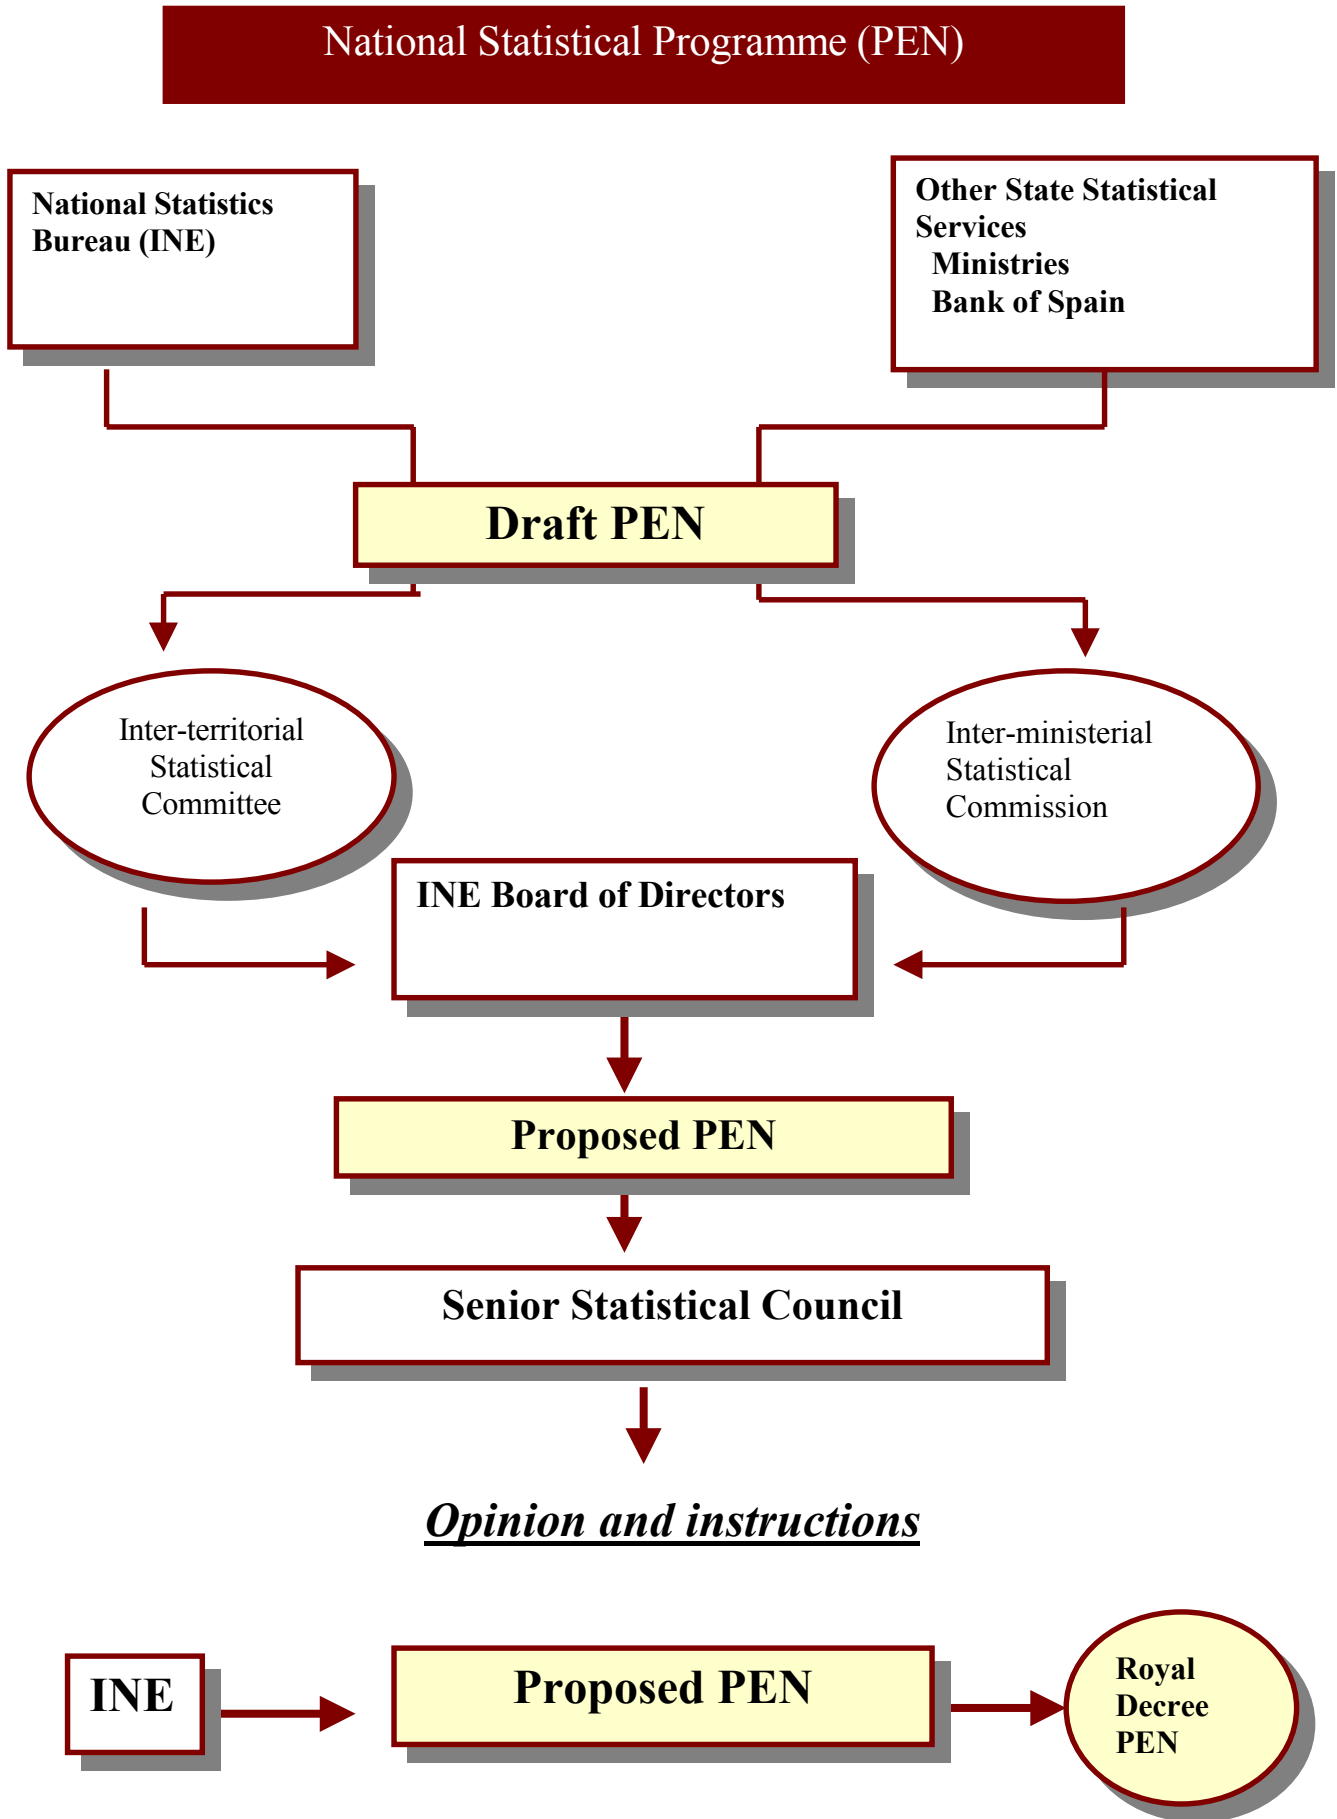 National Statistical Programme (PEN)
National Statistics
Bureau (INE)
Other State Statistical
Services
Ministries
Bank of Spain
Draft PEN
Inter-territorial
Statistical
Committee
Inter-ministerial
Statistical
Commission
INE Board of Directors
Proposed PEN
Senior Statistical Council
Opinion and instructions
INE
Proposed PEN
Royal
Decree
PEN